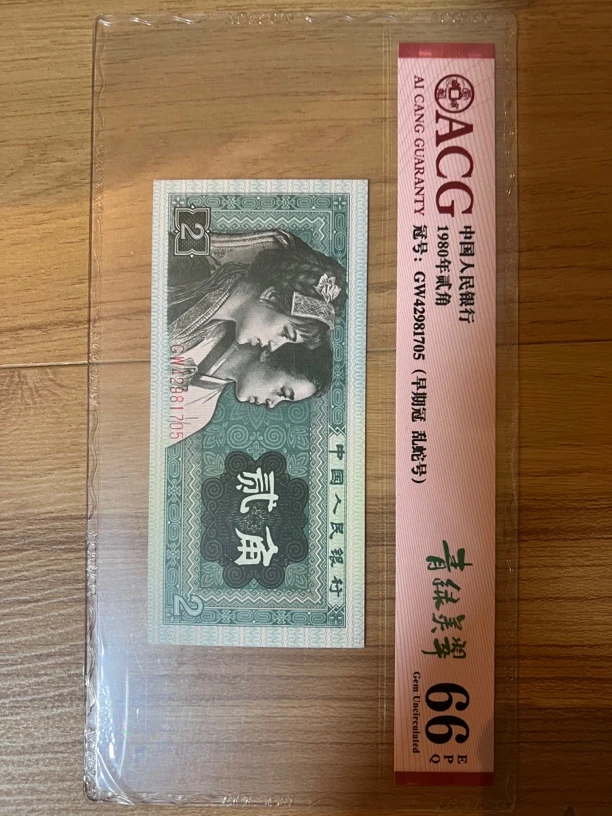 ACG
AI CANG GUARANTY
中国人民银行
1980年贰角
冠号：GW42981705（早期冠 乱蛇号）
青绿美翠
66
E
P
Q
Gem Uncirculated
中国人民银行
2
GW42981705
贰角
2